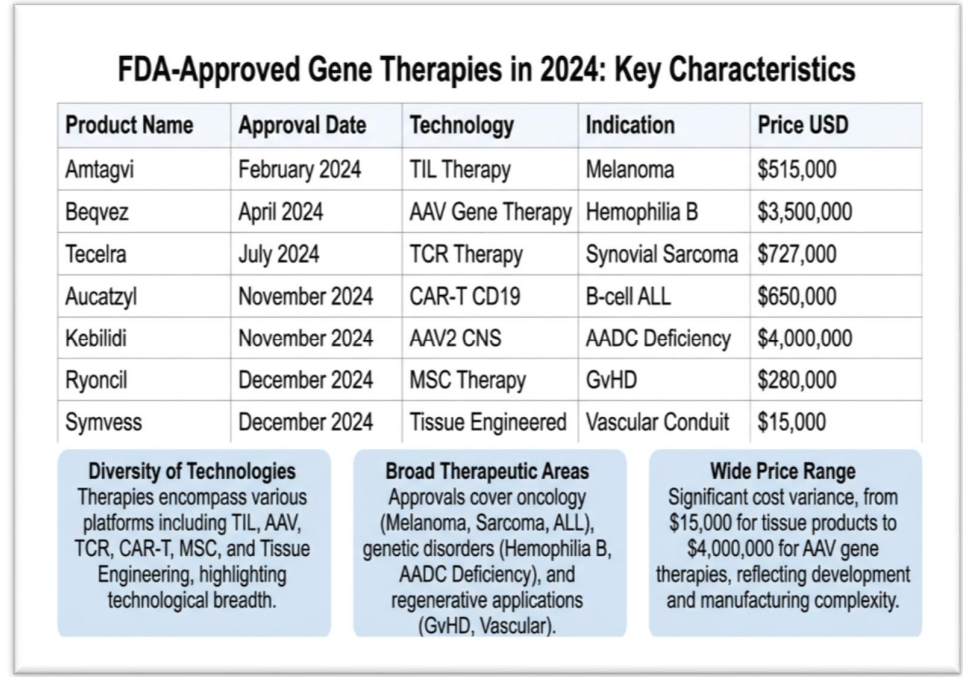 FDA-Approved Gene Therapies in 2024: Key Characteristics
Product Name Approval Date Technology Indication Price USD
Amtagvi February 2024 TIL Therapy Melanoma $515,000
Beqvez April 2024 AAV Gene Therapy Hemophilia B $3,500,000
Tecelra July 2024 TCR Therapy Synovial Sarcoma $727,000
Aucatzyl November 2024 CAR-T CD19 B-cell ALL $650,000
Kebilidi November 2024 AAV2 CNS AADC Deficiency $4,000,000
Ryoncil December 2024 MSC Therapy GvHD $280,000
Symvess December 2024 Tissue Engineered Vascular Conduit $15,000
Diversity of Technologies
Therapies encompass various
platforms including TIL, AAV,
TCR, CAR-T, MSC, and Tissue
Engineering, highlighting
technological breadth.
Broad Therapeutic Areas
Approvals cover oncology
(Melanoma, Sarcoma, ALL),
genetic disorders (Hemophilia B,
AADC Deficiency), and
regenerative applications
(GvHD, Vascular).
Wide Price Range
Significant cost variance, from
$15,000 for tissue products to
$4,000,000 for AAV gene
therapies, reflecting development
and manufacturing complexity.